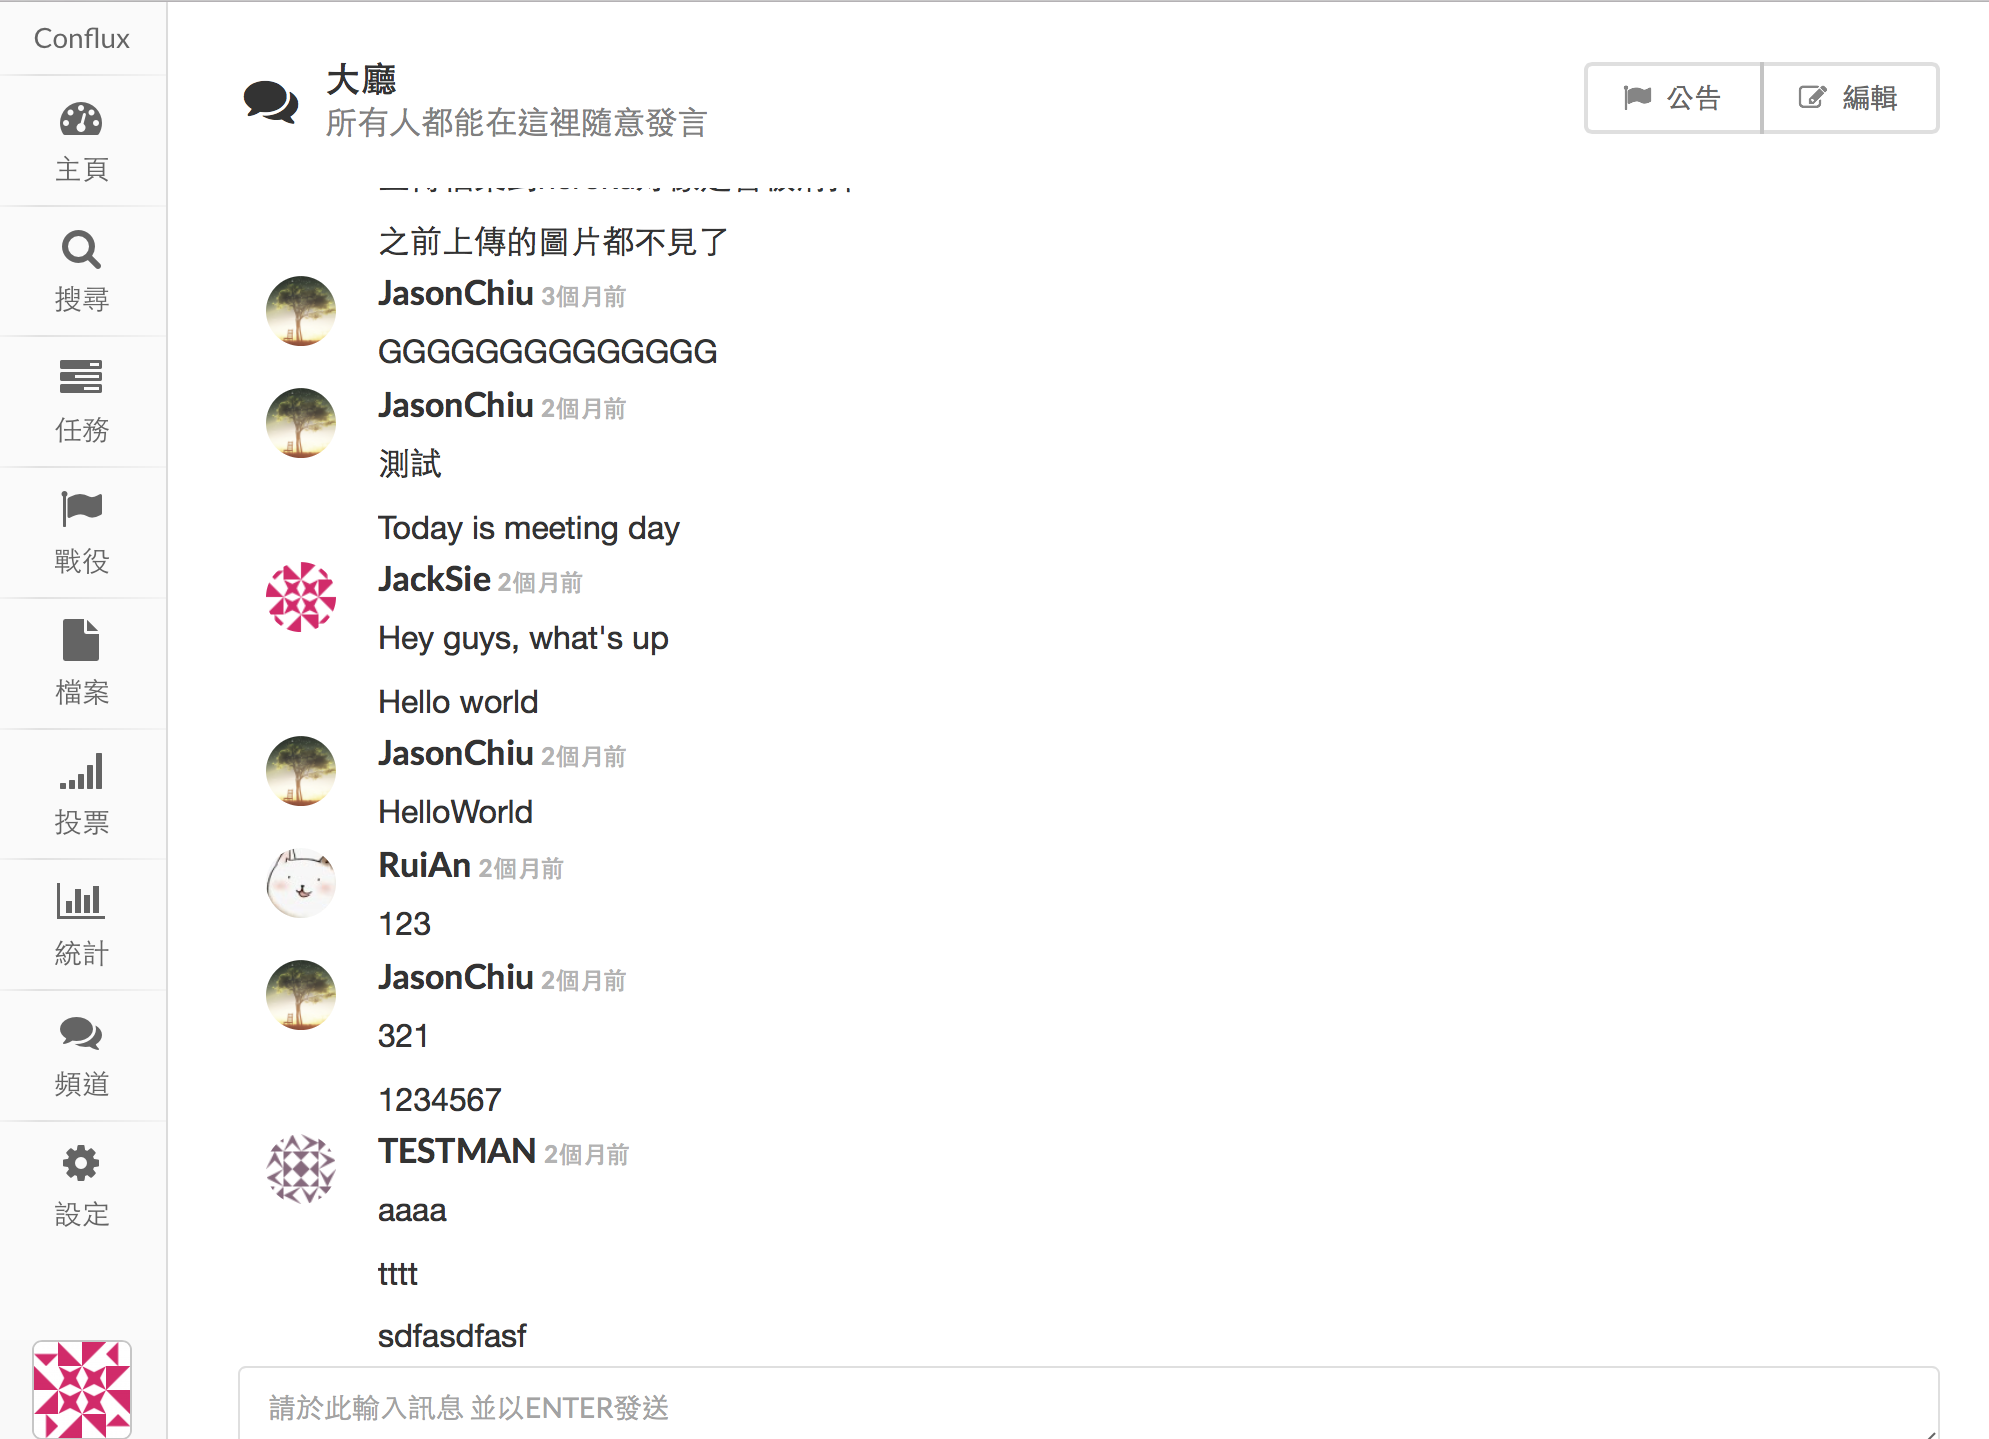 Conflux
主頁
搜尋
任務
戰役
檔案
投票
統計
頻道
設定
大廳
所有人都能在這裡隨意發言
公告
編輯
之前上傳的圖片都不見了
JasonChiu 3個月前
GGGGGGGGGGGGGG
JasonChiu 2個月前
測試
Today is meeting day
JackSie 2個月前
Hey guys, what's up
Hello world
JasonChiu 2個月前
HelloWorld
RuiAn 2個月前
123
JasonChiu 2個月前
321
1234567
TESTMAN 2個月前
aaaa
tttt
sdfasdfasf
請於此輸入訊息 並以ENTER發送